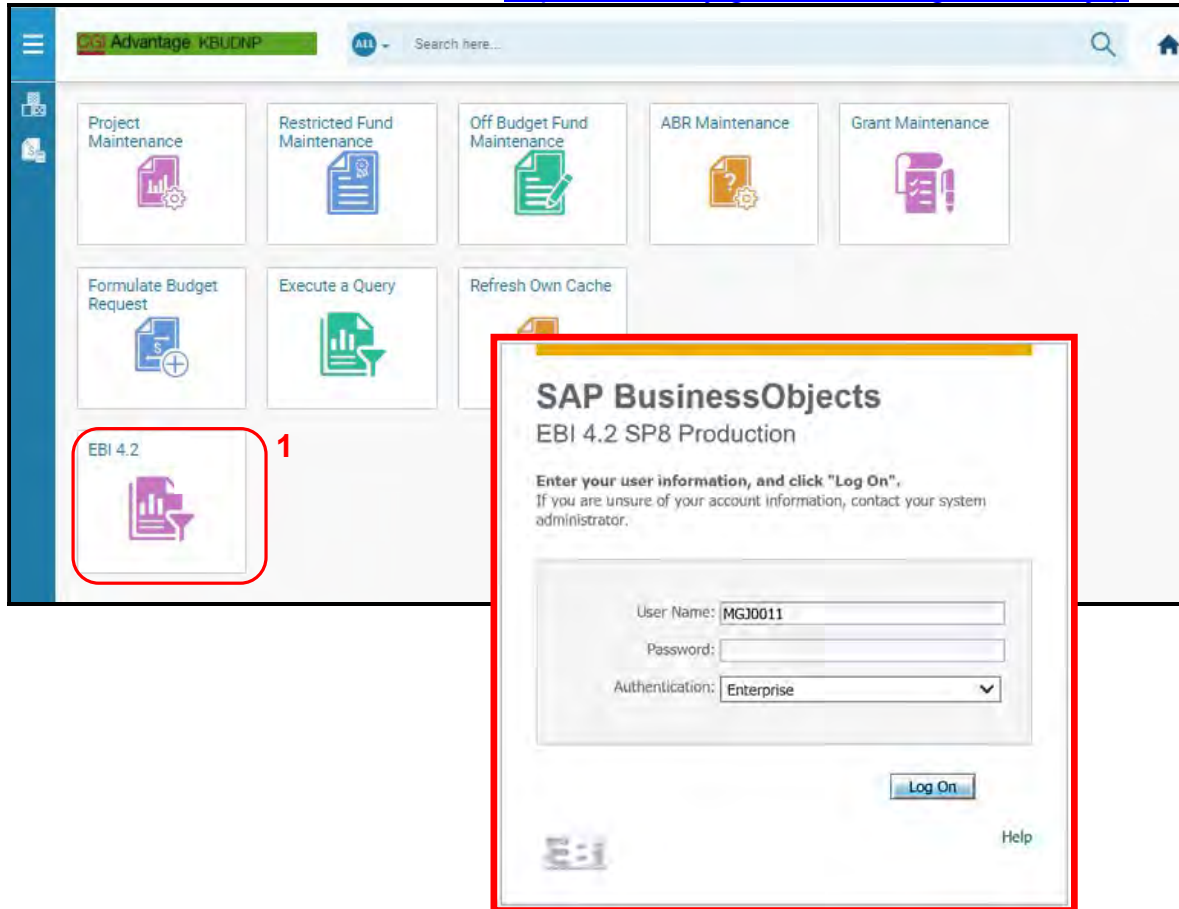 CGI Advantage KBUDNP
ALL
Search here...
Project Maintenance
Restricted Fund Maintenance
Off Budget Fund Maintenance
ABR Maintenance
Grant Maintenance
Formulate Budget Request
Execute a Query
Refresh Own Cache
EBI 4.2
1
SAP BusinessObjects
EBI 4.2 SP8 Production
Enter your user information, and click "Log On".
If you are unsure of your account information, contact your system
administrator.
User Name: MGJ0011
Password:
Authentication: Enterprise
Log On
Help
EBI